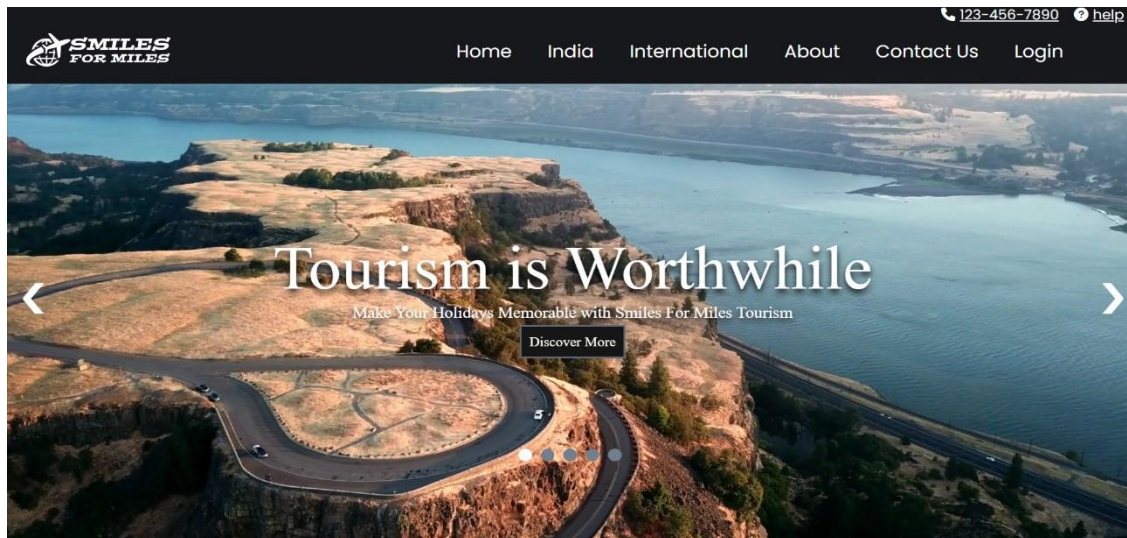 123-456-7890 help
SMILES
FOR MILES
Home India International About Contact Us Login
Tourism is Worthwhile
Make Your Holidays Memorable with Smiles For Miles Tourism
Discover More